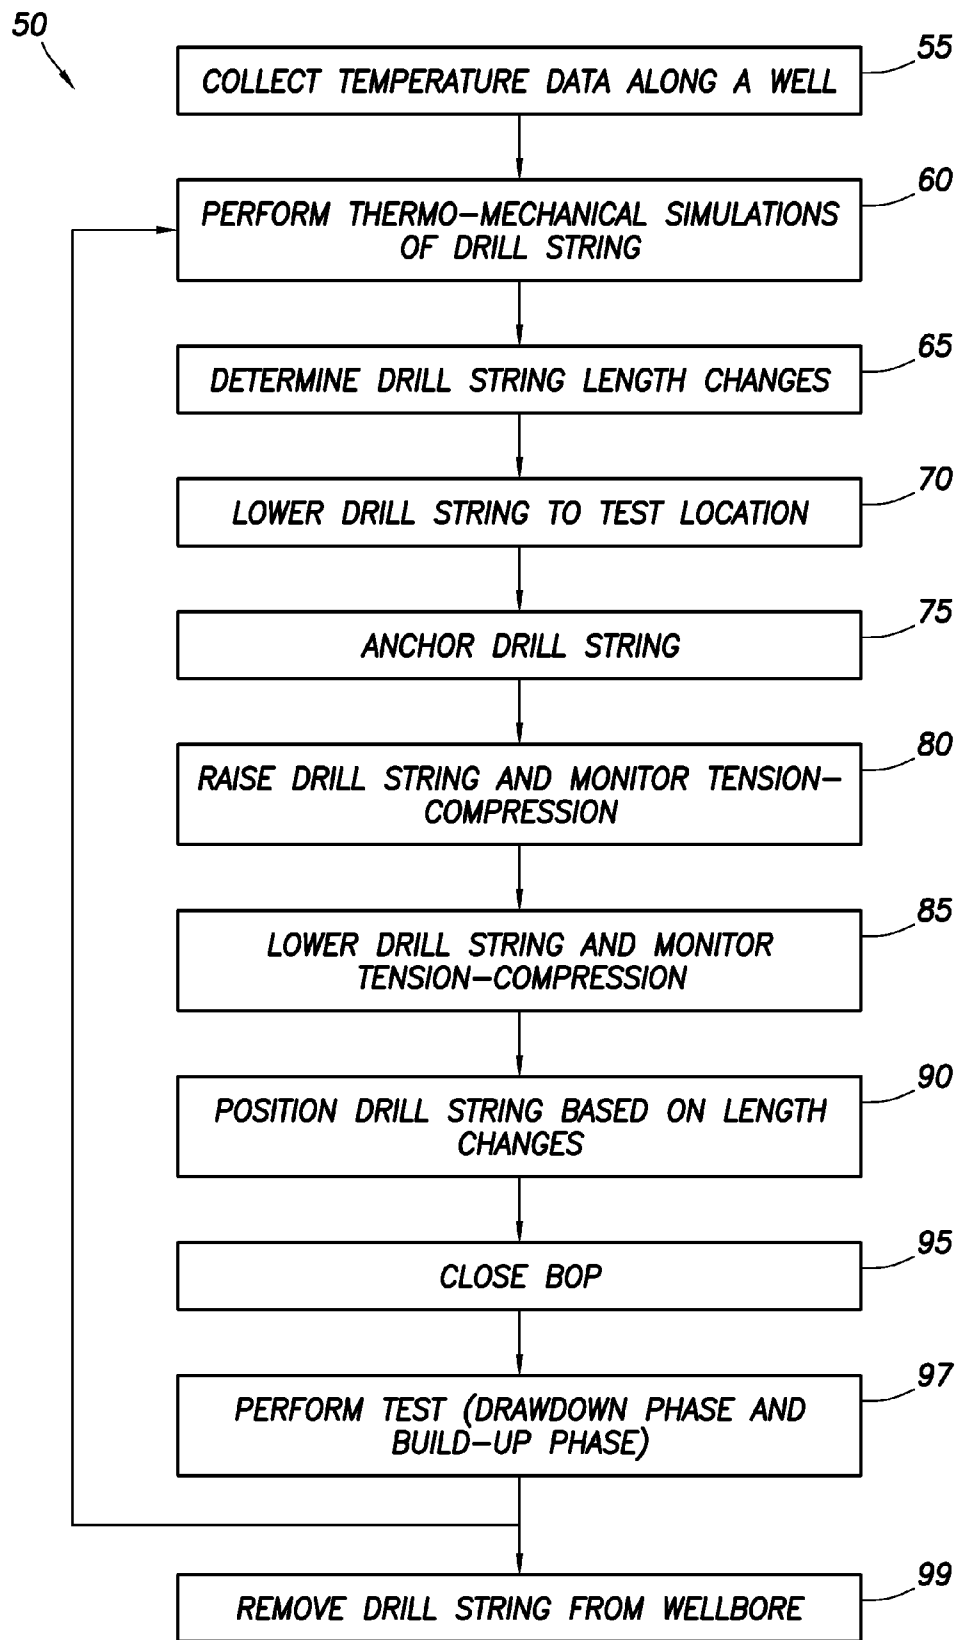 50
55
COLLECT TEMPERATURE DATA ALONG A WELL
60
PERFORM THERMO-MECHANICAL SIMULATIONS
OF DRILL STRING
65
DETERMINE DRILL STRING LENGTH CHANGES
70
LOWER DRILL STRING TO TEST LOCATION
75
ANCHOR DRILL STRING
80
RAISE DRILL STRING AND MONITOR TENSION-
COMPRESSION
85
LOWER DRILL STRING AND MONITOR
TENSION-COMPRESSION
90
POSITION DRILL STRING BASED ON LENGTH
CHANGES
95
CLOSE BOP
97
PERFORM TEST (DRAWDOWN PHASE AND
BUILD-UP PHASE)
99
REMOVE DRILL STRING FROM WELLBORE